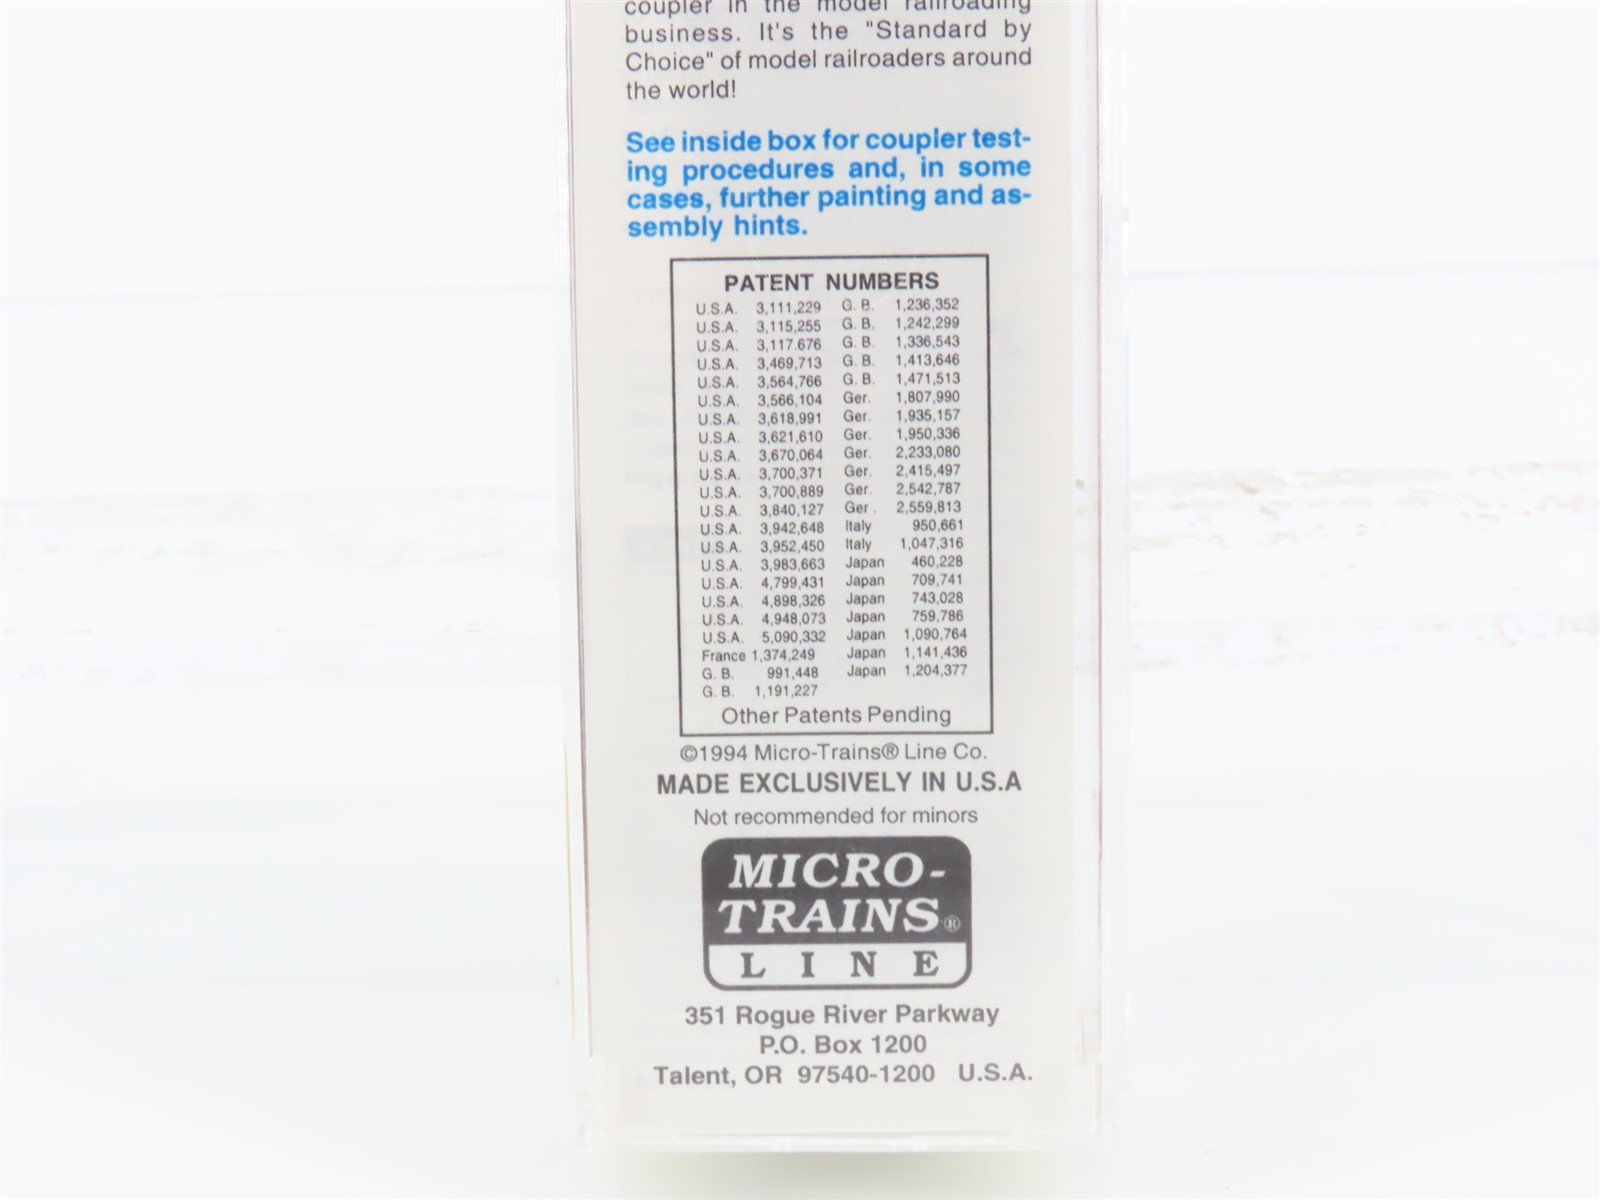 coupler in the model railroading
business. It's the "Standard by
Choice" of model railroaders around
the world!
See inside box for coupler test-
ing procedures and, in some
cases, further painting and as-
sembly hints.
PATENT NUMBERS
U.S.A. 3,111,229 G. B. 1,236,352
U.S.A. 3,115,255 G. B. 1,242,299
U.S.A. 3,117.676 G. B. 1,336,543
U.S.A. 3,469,713 G. B. 1,413,646
U.S.A. 3,564,766 G. B. 1,471,513
U.S.A. 3,566,104 Ger. 1,807,990
U.S.A. 3,618,991 Ger. 1,935,157
U.S.A. 3,621,610 Ger. 1,950,336
U.S.A. 3,670,064 Ger. 2,233,080
U.S.A. 3,700,371 Ger. 2,415,497
U.S.A. 3,700,889 Ger. 2,542,787
U.S.A. 3,840,127 Ger . 2,559,813
U.S.A. 3,942,648 Italy 950,661
U.S.A. 3,952,450 Italy 1,047,316
U.S.A. 3,983,663 Japan 460,228
U.S.A. 4,799,431 Japan 709,741
U.S.A. 4,898,326 Japan 743,028
U.S.A. 4,948,073 Japan 759,786
U.S.A. 5,090,332 Japan 1,090,764
France 1,374,249 Japan 1,141,436
G. B. 991,448 Japan 1,204,377
G. B. 1,191,227
Other Patents Pending
©1994 Micro-Trains® Line Co.
MADE EXCLUSIVELY IN U.S.A
Not recommended for minors
MICRO-
TRAINS®
LINE
351 Rogue River Parkway
P.O. Box 1200
Talent, OR 97540-1200 U.S.A.